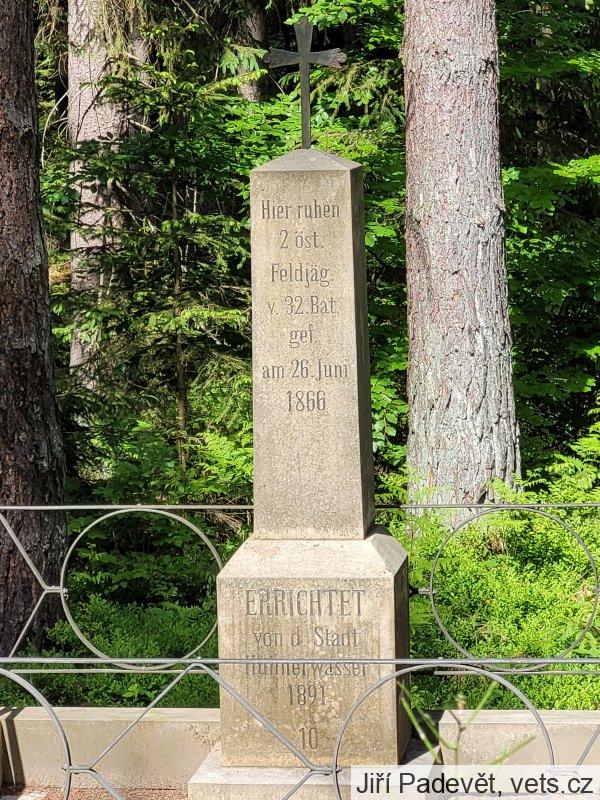 Hier ruhen
2 öst.
Feldjäg.
v. 32.Bat.
gef.
am 26.Juni
1866
ERRICHTET
von d. Stadt
Hühnerwasser
1891
10
Jiří Padevět, vets.cz